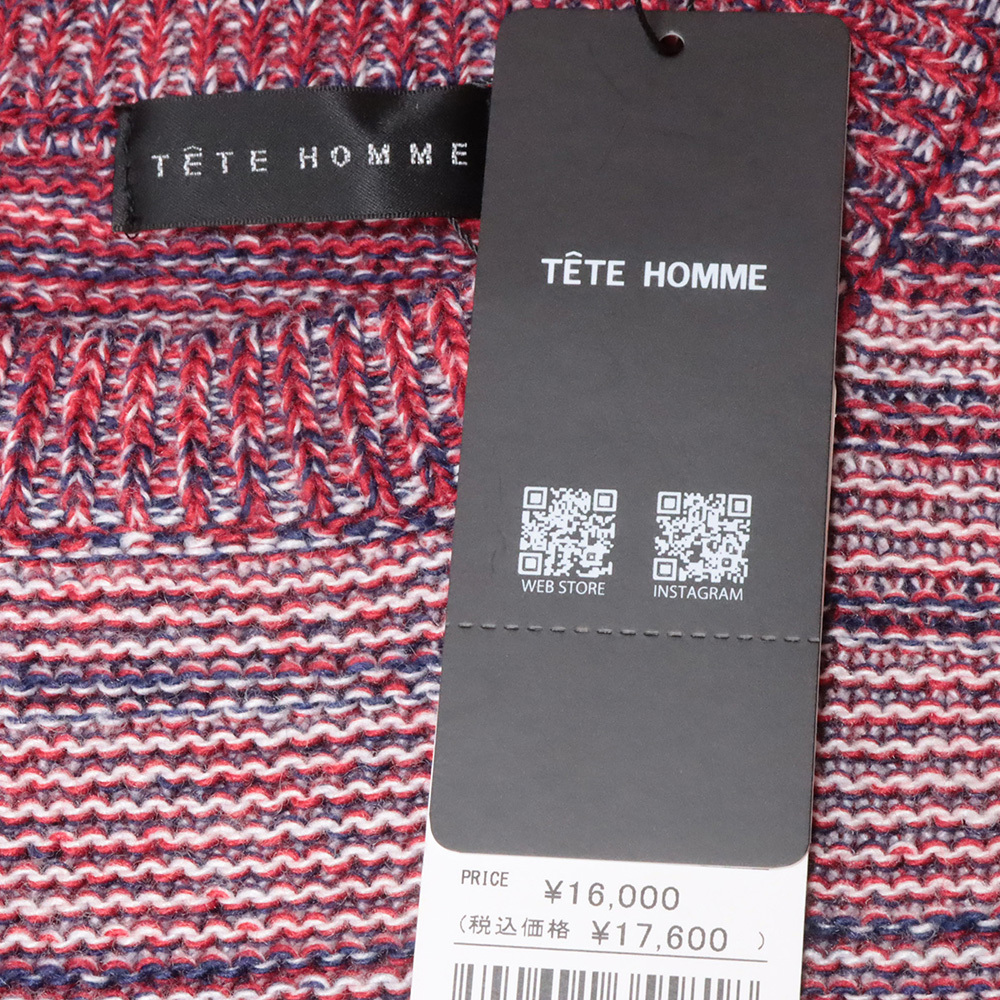 TÊTE HOMME
TÊTE HOMME
WEB STORE
INSTAGRAM
PRICE ¥16,000
(税込価格 ¥17,600 )